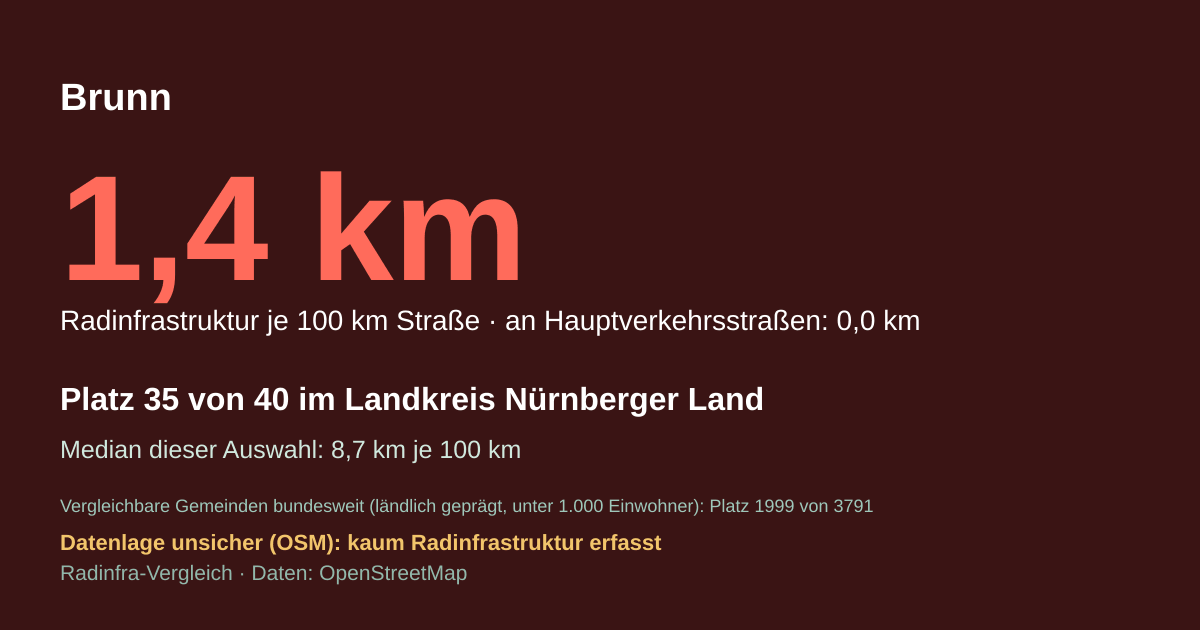 Brunn
1,4 km
Radinfrastruktur je 100 km Straße · an Hauptverkehrsstraßen: 0,0 km
Platz 35 von 40 im Landkreis Nürnberger Land
Median dieser Auswahl: 8,7 km je 100 km
Vergleichbare Gemeinden bundesweit (ländlich geprägt, unter 1.000 Einwohner): Platz 1999 von 3791
Datenlage unsicher (OSM): kaum Radinfrastruktur erfasst
Radinfra-Vergleich · Daten: OpenStreetMap